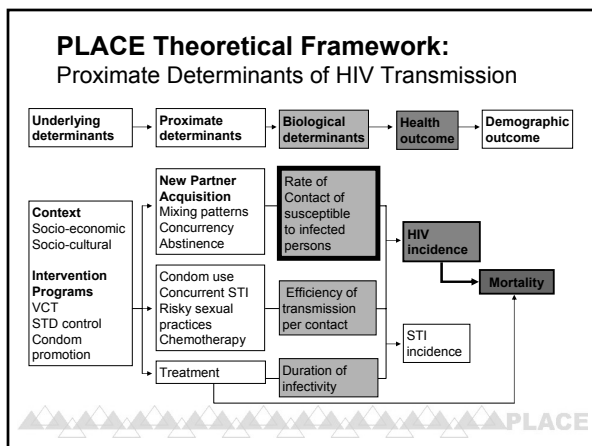 PLACE Theoretical Framework:
Proximate Determinants of HIV Transmission
Underlying
determinants
Proximate
determinants
Biological
determinants
Health
outcome
Demographic
outcome
Context
Socio-economic
Socio-cultural
Intervention
Programs
VCT
STD control
Condom
promotion
New Partner
Acquisition
Mixing patterns
Concurrency
Abstinence
Condom use
Concurrent STI
Risky sexual
practices
Chemotherapy
Treatment
Rate of
Contact of
susceptible
to infected
persons
Efficiency of
transmission
per contact
Duration of
infectivity
HIV
incidence
STI
incidence
Mortality
PLACE